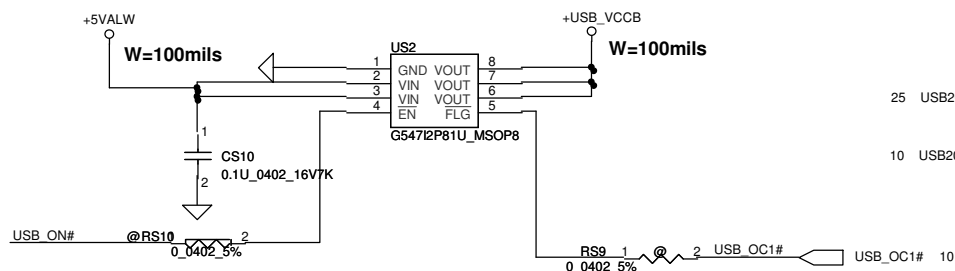 +5VALW
+USB_VCCB
W=100mils
US2
W=100mils
1 GND VOUT 8
2 VIN VOUT 7
3 VIN VOUT 6
4 EN FLG 5
G547I2P81U_MSOP8
25 USB2
1
CS10
0.1U_0402_16V7K
2
10 USB20
USB_ON# @RS10 1 2
0_0402_5%
RS9 1 @ 2 USB_OC1# USB_OC1# 10
0_0402_5%